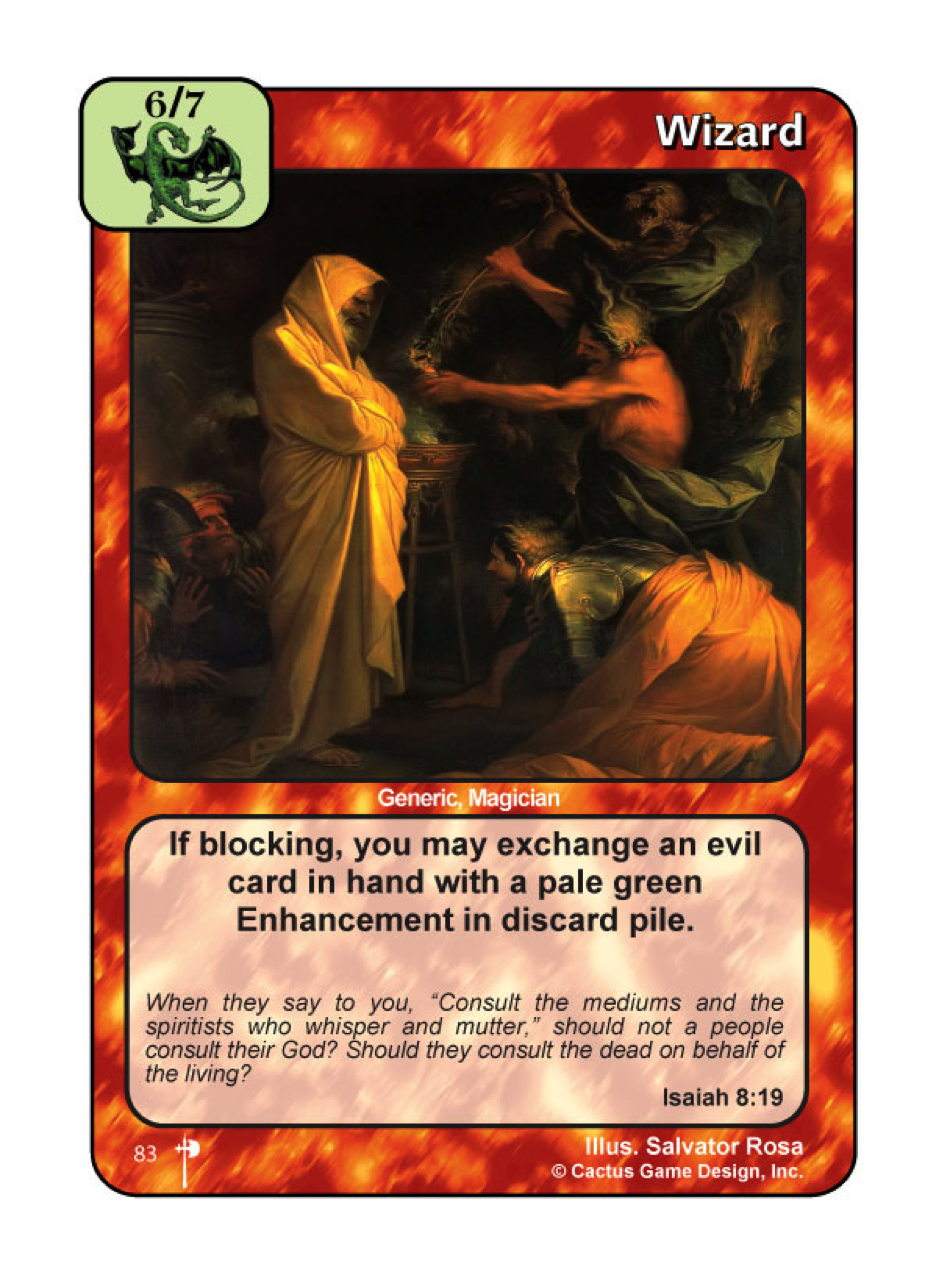 6/7
Wizard
Generic, Magician
If blocking, you may exchange an evil
card in hand with a pale green
Enhancement in discard pile.
When they say to you, “Consult the mediums and the
spiritists who whisper and mutter,” should not a people
consult their God? Should they consult the dead on behalf of
the living?
Isaiah 8:19
83
Illus. Salvator Rosa
© Cactus Game Design, Inc.